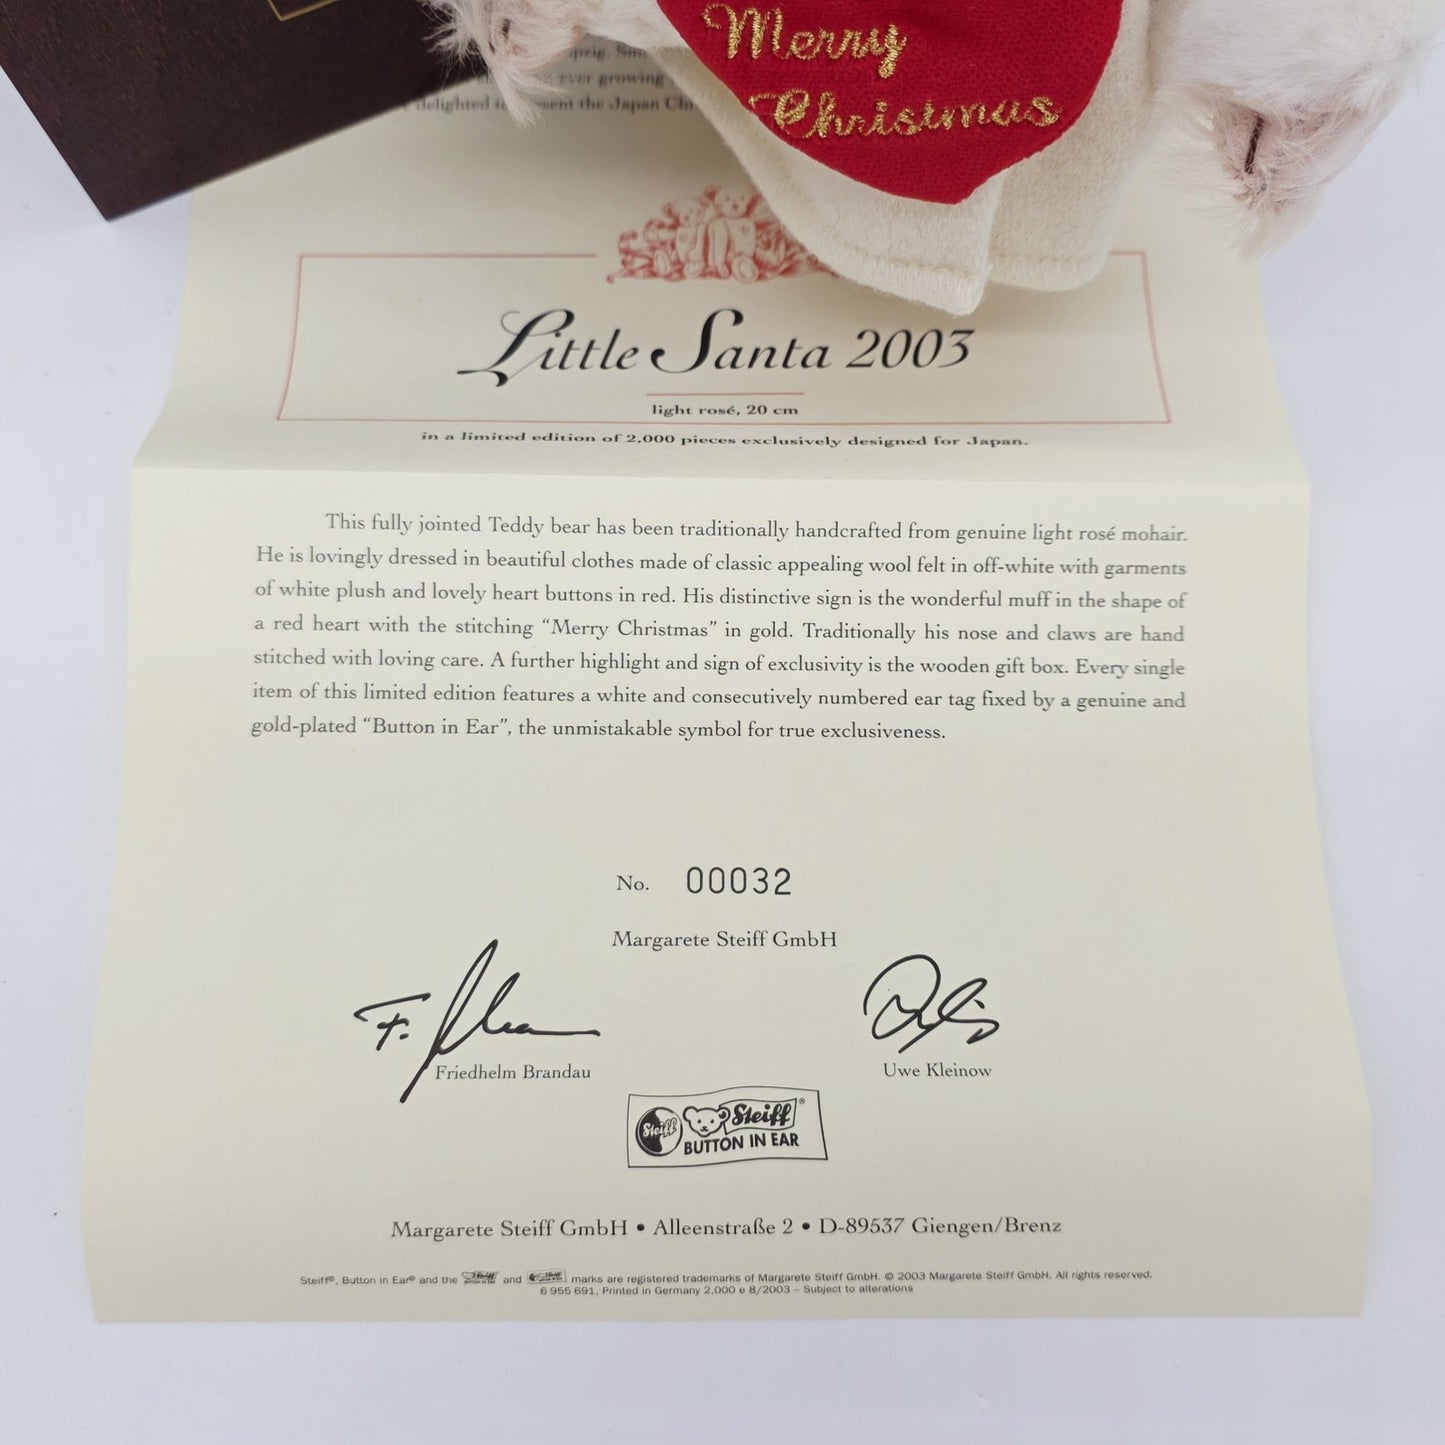 Merry
Christmas
ever growing
delighted to present the Japan
Little Santa 2003
light rosé, 20 cm
in a limited edition of 2,000 pieces exclusively designed for Japan.
This fully jointed Teddy bear has been traditionally handcrafted from genuine light rosé mohair.
He is lovingly dressed in beautiful clothes made of classic appealing wool felt in off-white with garments
of white plush and lovely heart buttons in red. His distinctive sign is the wonderful muff in the shape of
a red heart with the stitching “Merry Christmas” in gold. Traditionally his nose and claws are hand
stitched with loving care. A further highlight and sign of exclusivity is the wooden gift box. Every single
item of this limited edition features a white and consecutively numbered ear tag fixed by a genuine and
gold-plated “Button in Ear”, the unmistakable symbol for true exclusiveness.
No. 00032
Margarete Steiff GmbH
Friedhelm Brandau
Uwe Kleinow
Steiff
Steiff®
BUTTON IN EAR
Margarete Steiff GmbH • Alleenstraße 2 • D-89537 Giengen/Brenz
Steiff®, Button in Ear® and the and marks are registered trademarks of Margarete Steiff GmbH. © 2003 Margarete Steiff GmbH. All rights reserved.
6 955 691, Printed in Germany 2,000 e 8/2003 – Subject to alterations